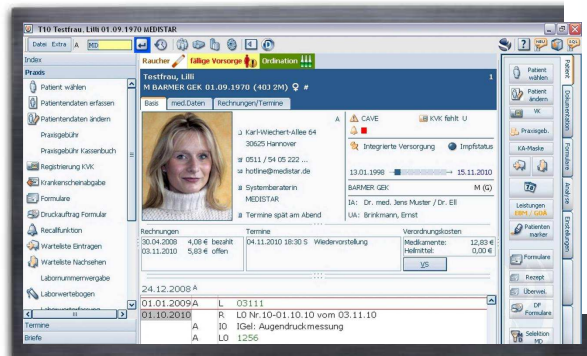 T10 Testfrau, Lilli 01.09.1970 MEDISTAR
Datei Extra A MD
Index
Praxis
Patient wählen
Patientendaten erfassen
Patientendaten ändern
Praxisgebühr
Praxisgebühr Kassenbuch
Registrierung KVK
Krankenscheinabgabe
Formulare
Druckauftrag Formular
Recallfunktion
Warteliste Eintragen
Warteliste Nachsehen
Labornummernvergabe
Laborwertebogen
Termine
Briefe
Raucher fällige Vorsorge Ordination
Testfrau, Lilli 1
M BARMER GEK 01.09.1970 (403 2M) ♀ #
Basis med.Daten Rechnungen/Termine
A
Karl-Wiechert-Allee 64
30625 Hannover
0511 / 54 05 222 ...
hotline@medistar.de
Systemberaterin
MEDISTAR
Termine spät am Abend
CAVE KVK fehlt U
Integrierte Versorgung Impfstatus
13.01.1998 15.11.2010
BARMER GEK M (G)
IA: Dr. med. Jens Muster / Dr. Ell
UA: Brinkmann, Ernst
Rechnungen Termine Verordnungskosten
30.04.2008 4,08 € bezahlt 04.11.2010 18:30 S Wiedervorstellung Medikamente: 12,83 €
03.11.2010 5,83 € offen Heilmittel: 0,00 €
VS
24.12.2008 A
01.01.2009 A L 03111
01.10.2010 R L0 Nr.10-01.10.10 vom 03.11.10
A I0 IGel: Augendruckmessung
A L0 1256
NEU
SQL
Patient wählen
Patient ändern
VK
Praxisgeb.
KA-Maske
Leistungen
EBM / GOÄ
Patienten marker
Formulare
Rezept
Überwei.
DP Formulare
Selektion MD
Patient
Dokumentation
Formulare
Analyse
Einstellungen